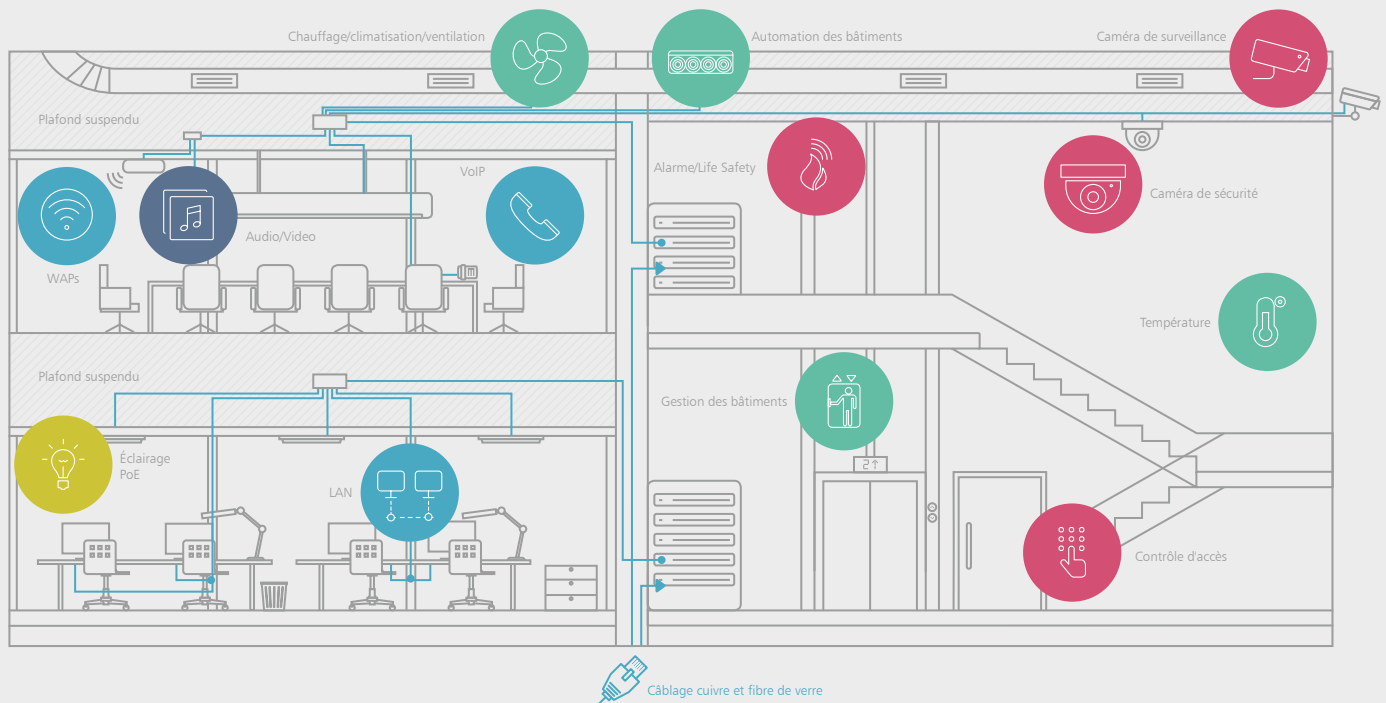 Chauffage/climatisation/ventilation
Automation des bâtiments
Caméra de surveillance
Plafond suspendu
VoIP
Alarme/Life Safety
Caméra de sécurité
Audio/Video
WAPs
Température
Plafond suspendu
Gestion des bâtiments
Éclairage
PoE
2↑
LAN
Contrôle d'accès
Câblage cuivre et fibre de verre